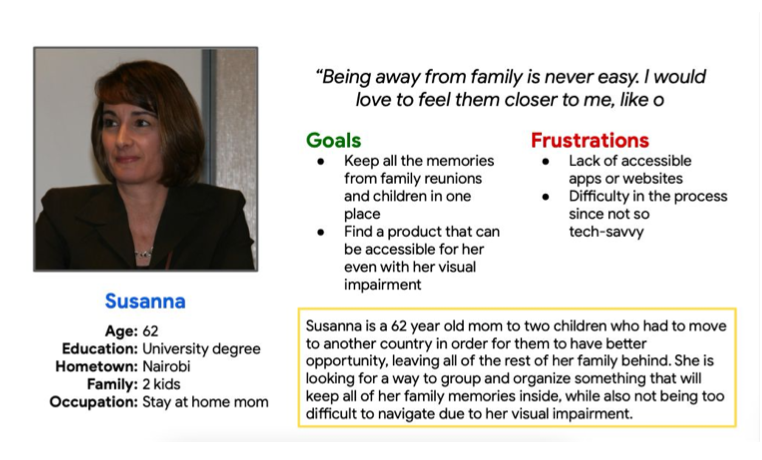 “Being away from family is never easy. I would
love to feel them closer to me, like o
Goals
● Keep all the memories
from family reunions
and children in one
place
● Find a product that can
be accessible for her
even with her visual
impairment
Frustrations
● Lack of accessible
apps or websites
● Difficulty in the process
since not so
tech-savvy
Susanna
Age: 62
Education: University degree
Hometown: Nairobi
Family: 2 kids
Occupation: Stay at home mom
Susanna is a 62 year old mom to two children who had to move
to another country in order for them to have better
opportunity, leaving all of the rest of her family behind. She is
looking for a way to group and organize something that will
keep all of her family memories inside, while also not being too
difficult to navigate due to her visual impairment.